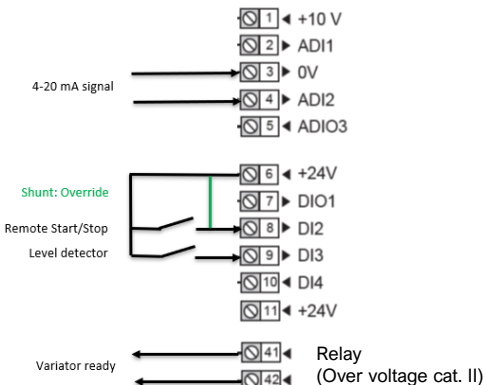 1 +10 V
2 ADI1
4-20 mA signal
3 0V
4 ADI2
5 ADIO3
6 +24V
Shunt: Override
7 DIO1
Remote Start/Stop
8 DI2
Level detector
9 DI3
10 DI4
11 +24V
Variator ready
41 Relay
42 (Over voltage cat. II)